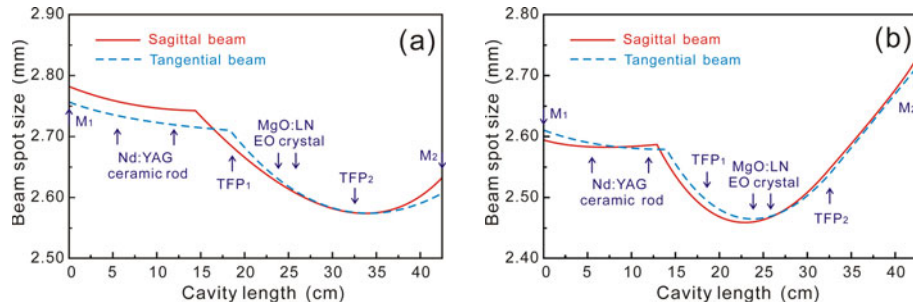 2.90
2.80
2.70
2.60
2.50
Beam spot size (mm)
Sagittal beam
Tangential beam
(a)
M1
Nd:YAG
ceramic rod
TFP1
MgO:LN
EO crystal
TFP2
M2
0 5 10 15 20 25 30 35 40
Cavity length (cm)
2.80
2.70
2.60
2.50
2.40
Beam spot size (mm)
Sagittal beam
Tangential beam
(b)
M1
Nd:YAG
ceramic rod
TFP1
MgO:LN
EO crystal
TFP2
0 5 10 15 20 25 30 35 40
Cavity length (cm)